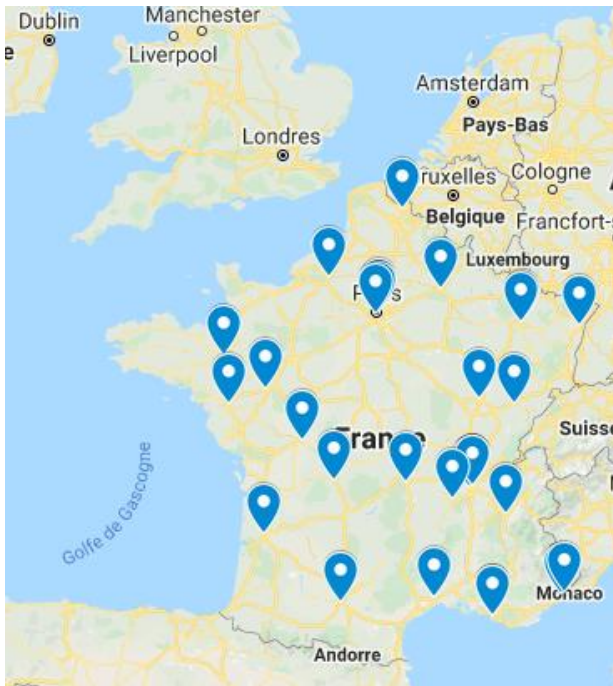 Dublin
Manchester
Liverpool
e
Londres
Amsterdam
Pays-Bas
ruxelles
Cologne
Belgique
Francfort-s
Luxembourg
P is
France
Suisse
Golfe de Gascogne
Monaco
Andorre